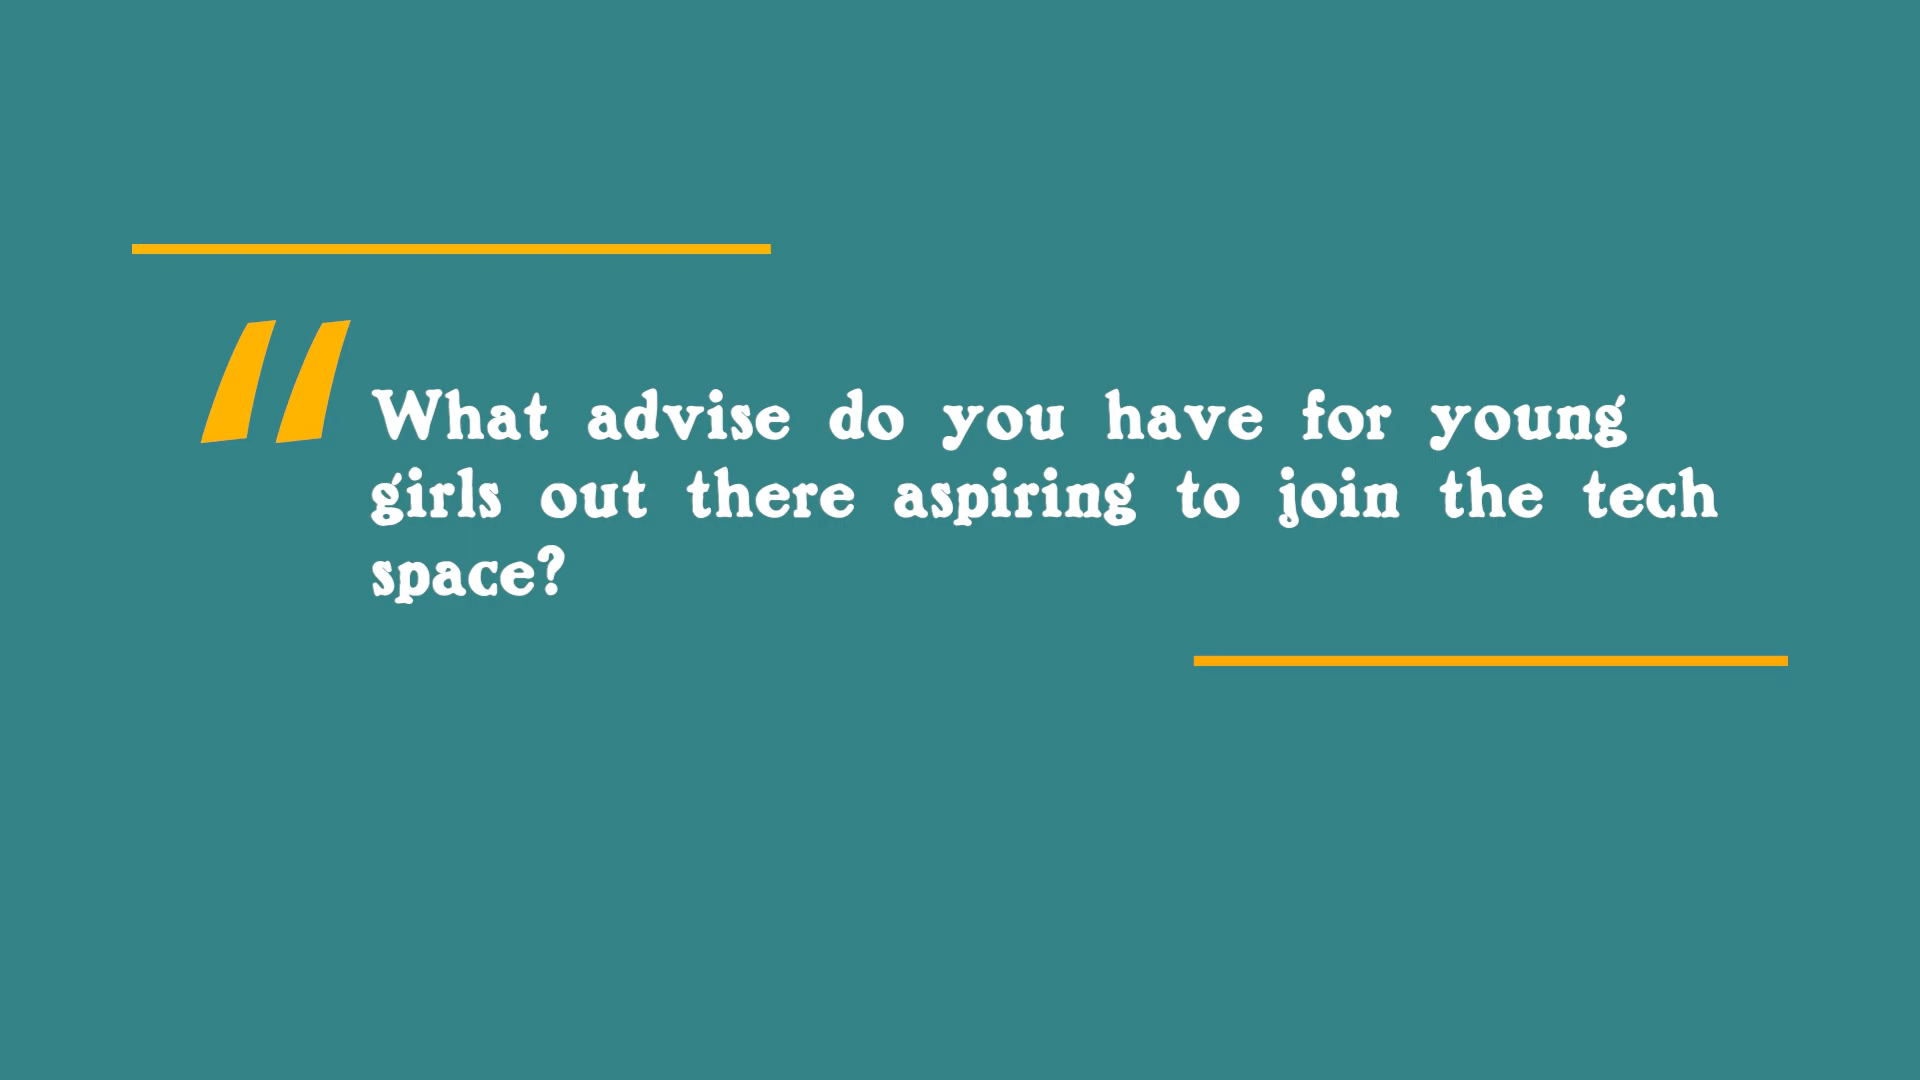 “What advise do you have for young
girls out there aspiring to join the tech
space?